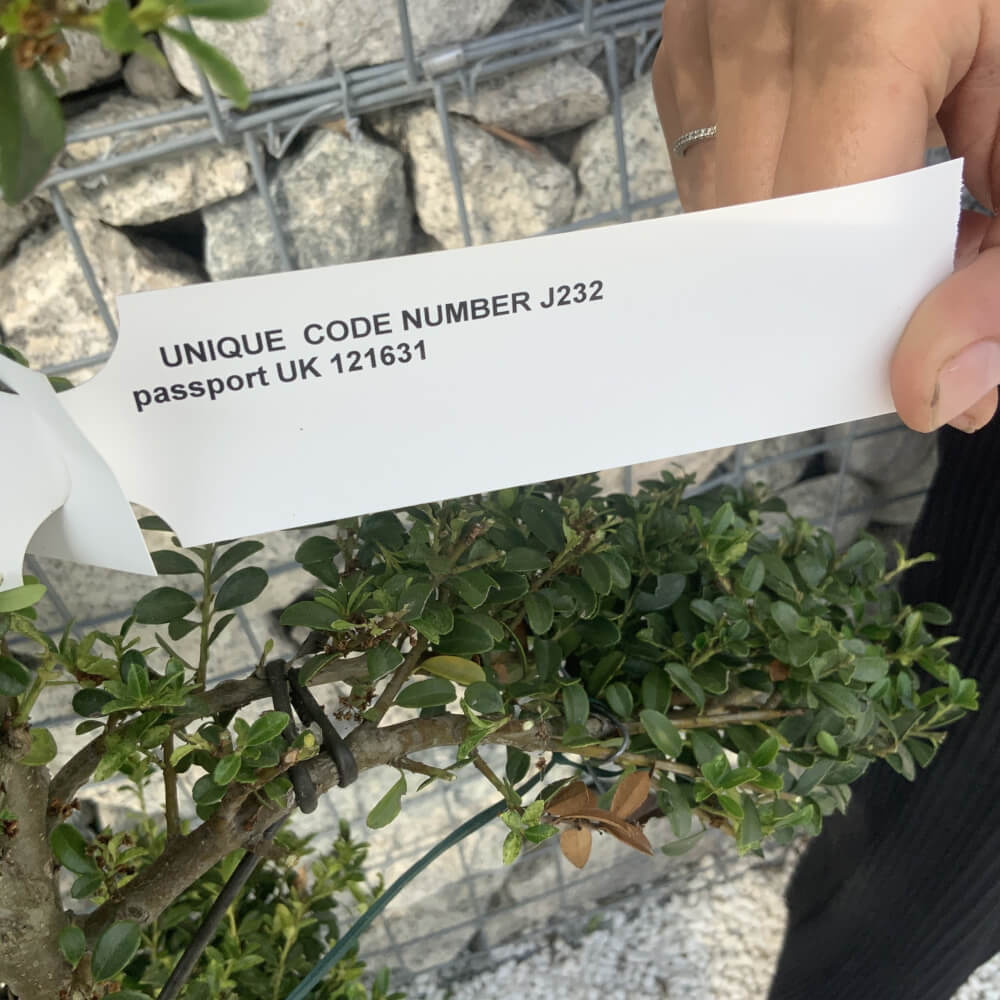 UNIQUE  CODE NUMBER J232
passport UK 121631